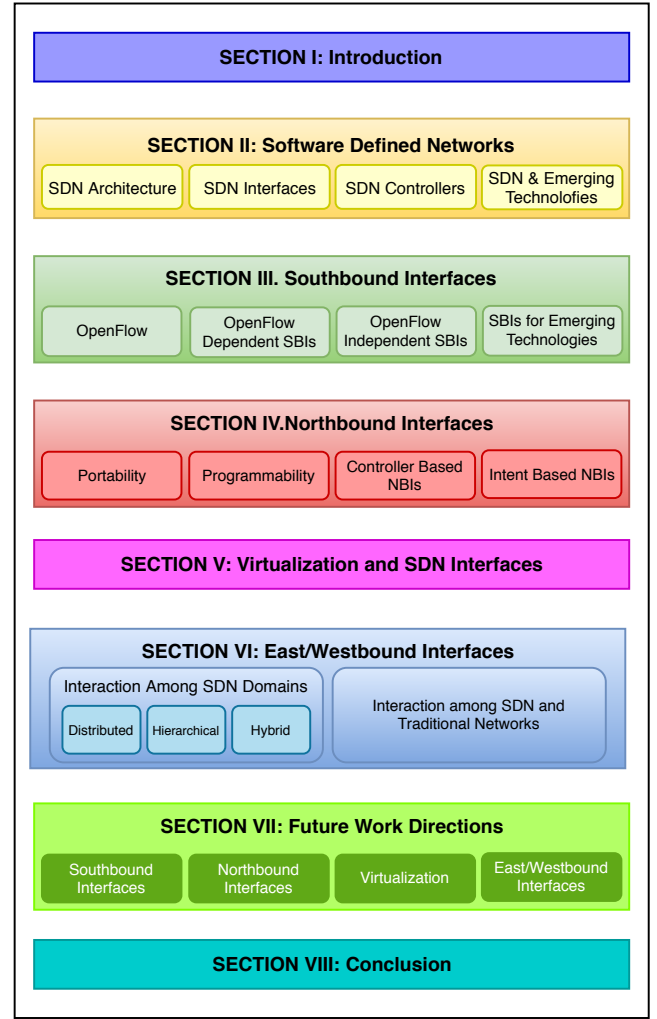 SECTION I: Introduction
SECTION II: Software Defined Networks
SDN Architecture
SDN Interfaces
SDN Controllers
SDN & Emerging
Technolofies
SECTION III. Southbound Interfaces
OpenFlow
OpenFlow
Dependent SBIs
OpenFlow
Independent SBIs
SBIs for Emerging
Technologies
SECTION IV.Northbound Interfaces
Portability
Programmability
Controller Based
NBIs
Intent Based NBIs
SECTION V: Virtualization and SDN Interfaces
SECTION VI: East/Westbound Interfaces
Interaction Among SDN Domains
Distributed
Hierarchical
Hybrid
Interaction among SDN and
Traditional Networks
SECTION VII: Future Work Directions
Southbound
Interfaces
Northbound
Interfaces
Virtualization
East/Westbound
Interfaces
SECTION VIII: Conclusion